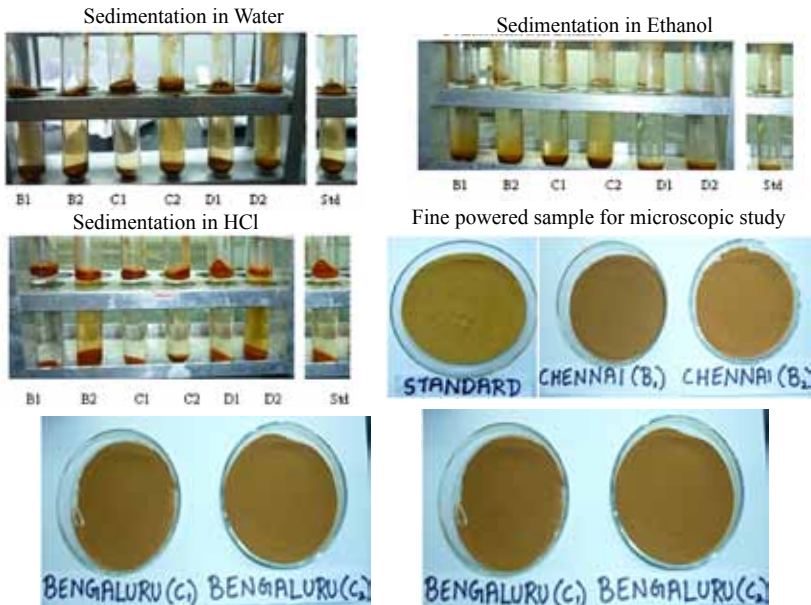 Sedimentation in Water
B1 B2 C1 C2 D1 D2 Std
Sedimentation in Ethanol
B1 B2 C1 C2 D1 D2 Std
Sedimentation in HCl
B1 B2 C1 C2 D1 D2 Std
Fine powered sample for microscopic study
STANDARD
CHENNAI (B1)
CHENNAI (B2)
BENGALURU (C1)
BENGALURU (C2)
BENGALURU (C1)
BENGALURU (C2)